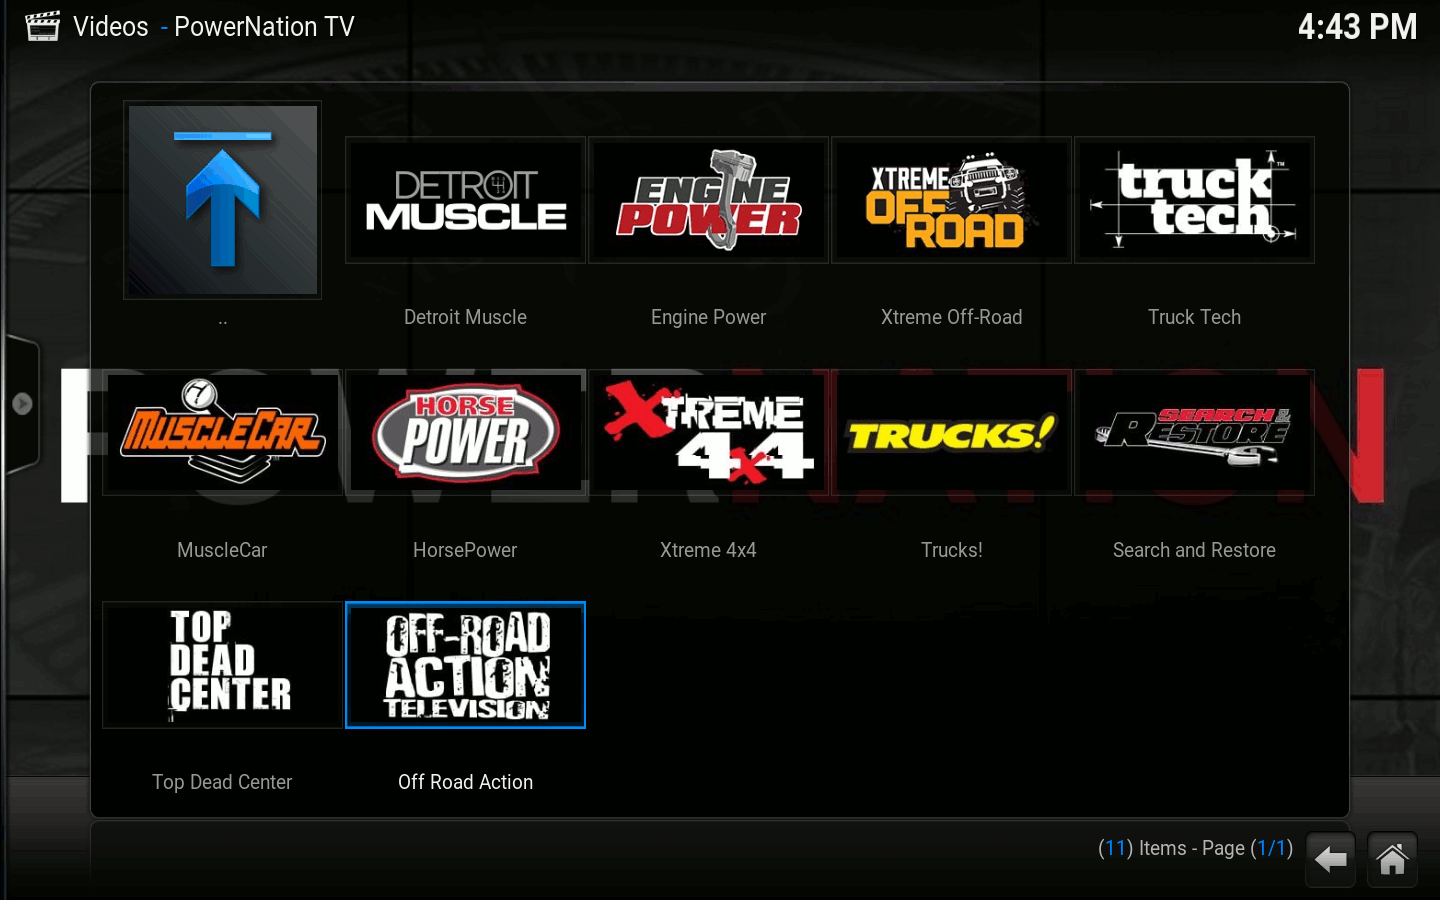 Videos - PowerNation TV
4:43 PM
DETROIT
MUSCLE
ENGINE
POWER
XTREME
OFF
ROAD
truck
tech
TM
..
Detroit Muscle
Engine Power
Xtreme Off-Road
Truck Tech
POWERNATION
MUSCLECAR
HORSE
POWER
XTREME
4x4
TRUCKS!
SEARCH &
RESTORE
MuscleCar
HorsePower
Xtreme 4x4
Trucks!
Search and Restore
TOP
DEAD
CENTER
OFF-ROAD
ACTION
TELEVISION
Top Dead Center
Off Road Action
(11) Items - Page (1/1)